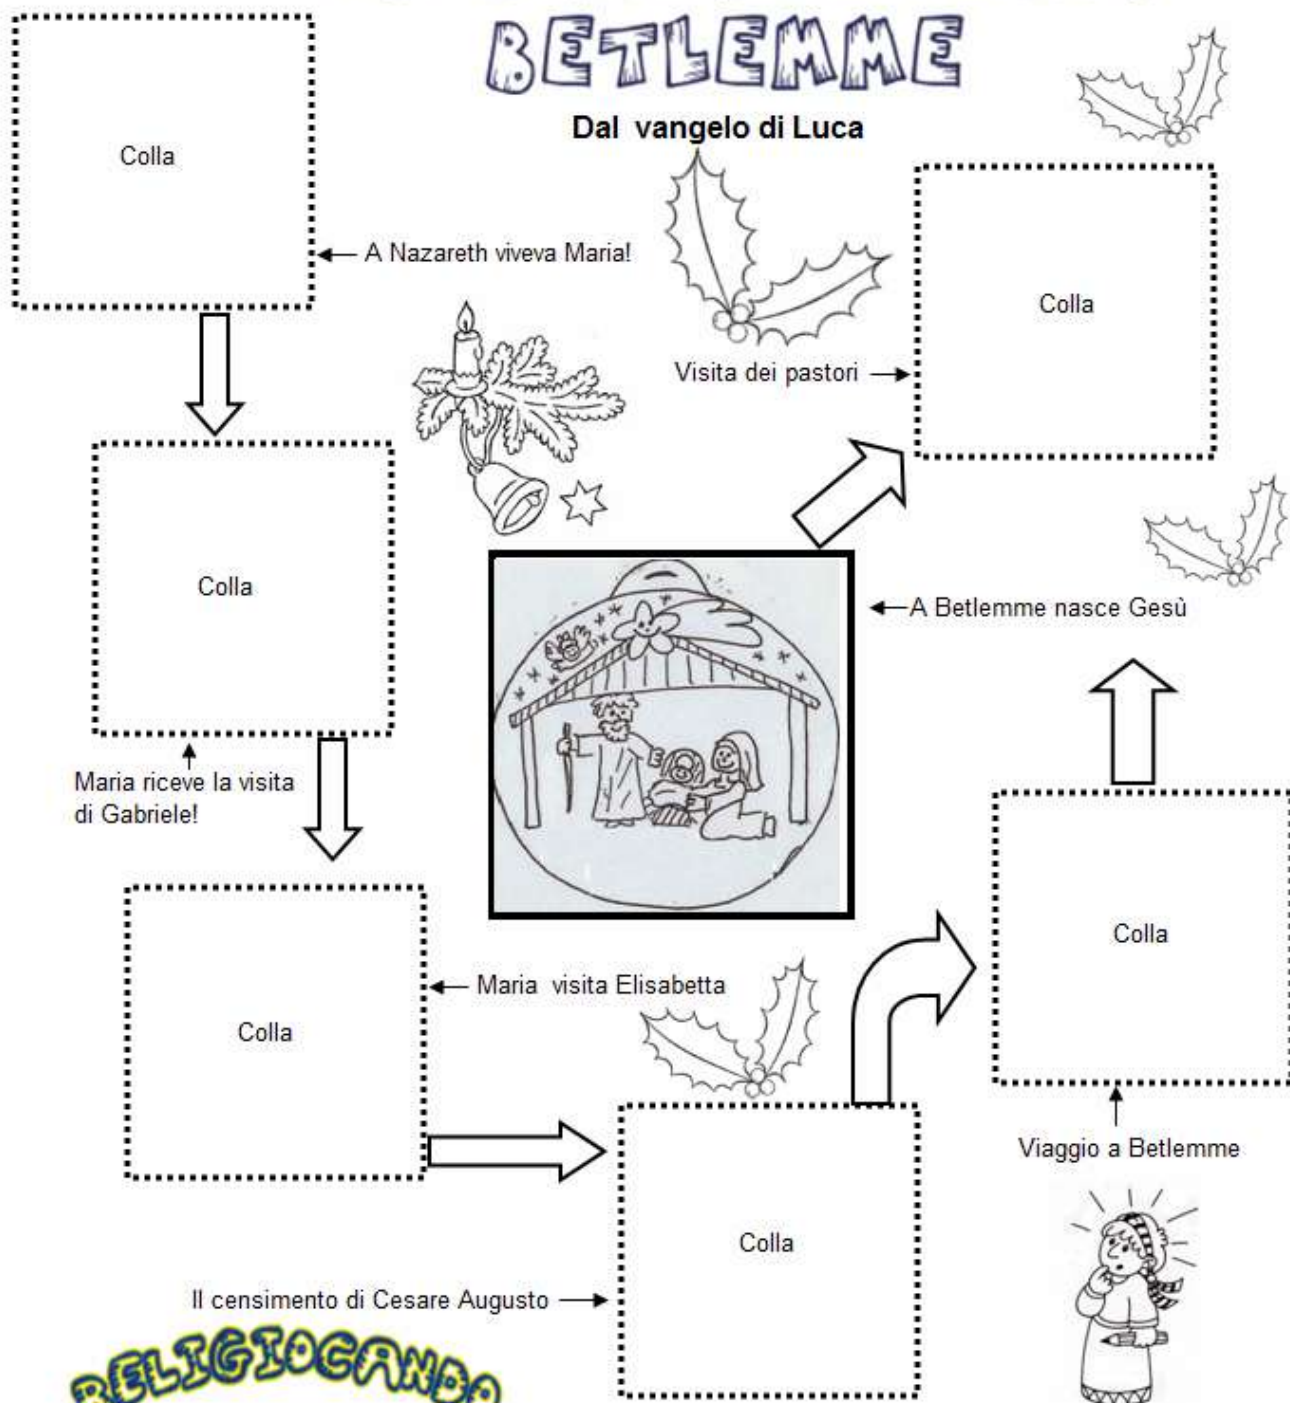 BETLEMME
Dal vangelo di Luca
Colla
A Nazareth viveva Maria!
Colla
Maria riceve la visita
di Gabriele!
Colla
Maria visita Elisabetta
Colla
Il censimento di Cesare Augusto
Colla
Viaggio a Betlemme
A Betlemme nasce Gesù
Colla
Visita dei pastori
RELIGIOCANDO